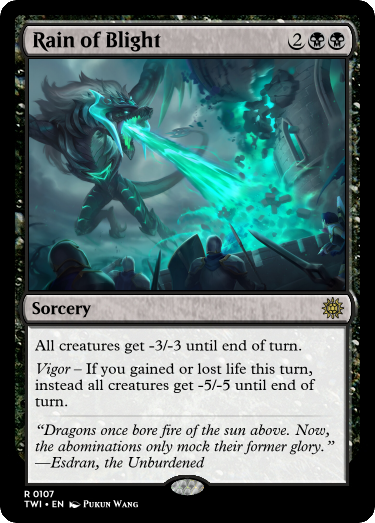 Rain of Blight 2
Sorcery
All creatures get -3/-3 until end of turn.
Vigor – If you gained or lost life this turn,
instead all creatures get -5/-5 until end of
turn.
“Dragons once bore fire of the sun above. Now,
the abominations only mock their former glory.”
—Esdran, the Unburdened
R 0107
TWI • EN Pukun Wang